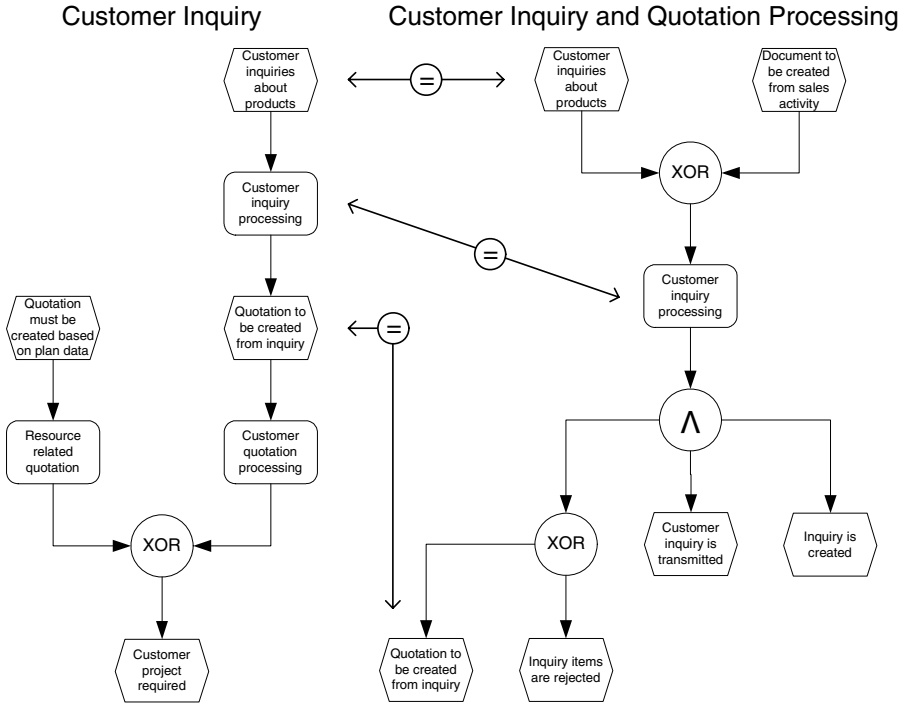 Customer Inquiry
Customer Inquiry and Quotation Processing
Customer
inquiries
about
products
=
Customer
inquiries
about
products
Document to
be created
from sales
activity
XOR
Customer
inquiry
processing
=
Customer
inquiry
processing
Quotation
must be
created based
on plan data
Quotation to
be created
from inquiry
=
Λ
Resource
related
quotation
Customer
quotation
processing
XOR
XOR
Customer
inquiry is
transmitted
Inquiry is
created
Customer
project
required
Quotation to
be created
from inquiry
Inquiry items
are rejected